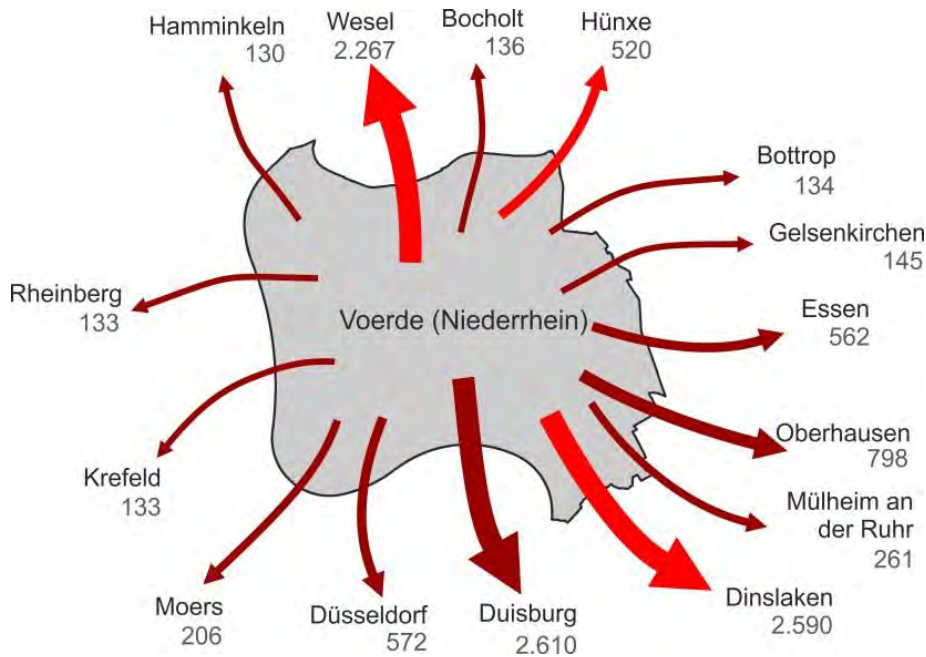 Hamminkeln
130
Wesel
2.267
Bocholt
136
Hünxe
520
Bottrop
134
Gelsenkirchen
145
Rheinberg
133
Voerde (Niederrhein)
Essen
562
Oberhausen
798
Krefeld
133
Mülheim an
der Ruhr
261
Moers
206
Düsseldorf
572
Duisburg
2.610
Dinslaken
2.590